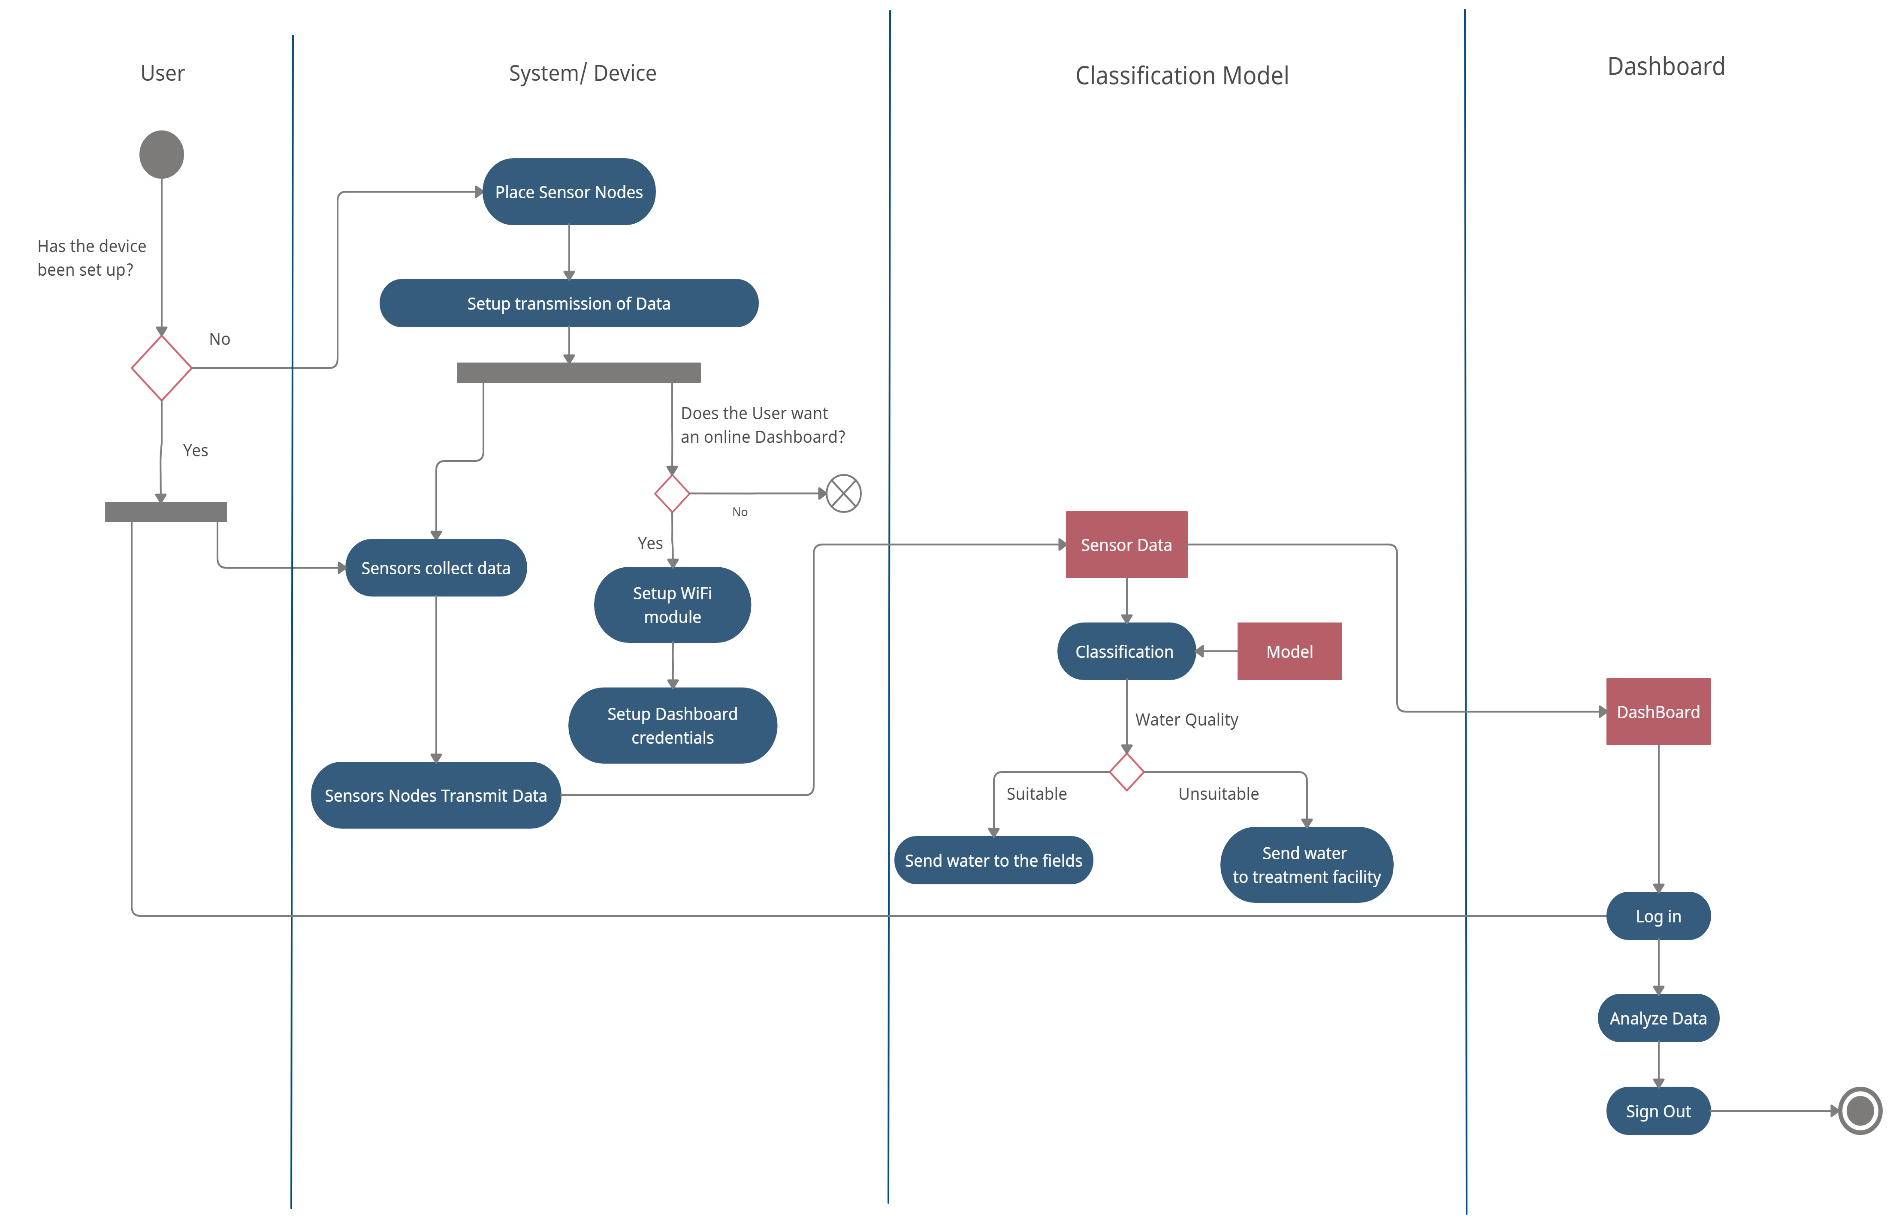 User
System/ Device
Classification Model
Dashboard
Place Sensor Nodes
Has the device
been set up?
Setup transmission of Data
No
Does the User want
an online Dashboard?
Yes
No
Yes
Sensors collect data
Setup WiFi
module
Setup Dashboard
credentials
Sensors Nodes Transmit Data
Sensor Data
Classification
Model
Water Quality
Suitable
Unsuitable
Send water to the fields
Send water
to treatment facility
DashBoard
Log in
Analyze Data
Sign Out